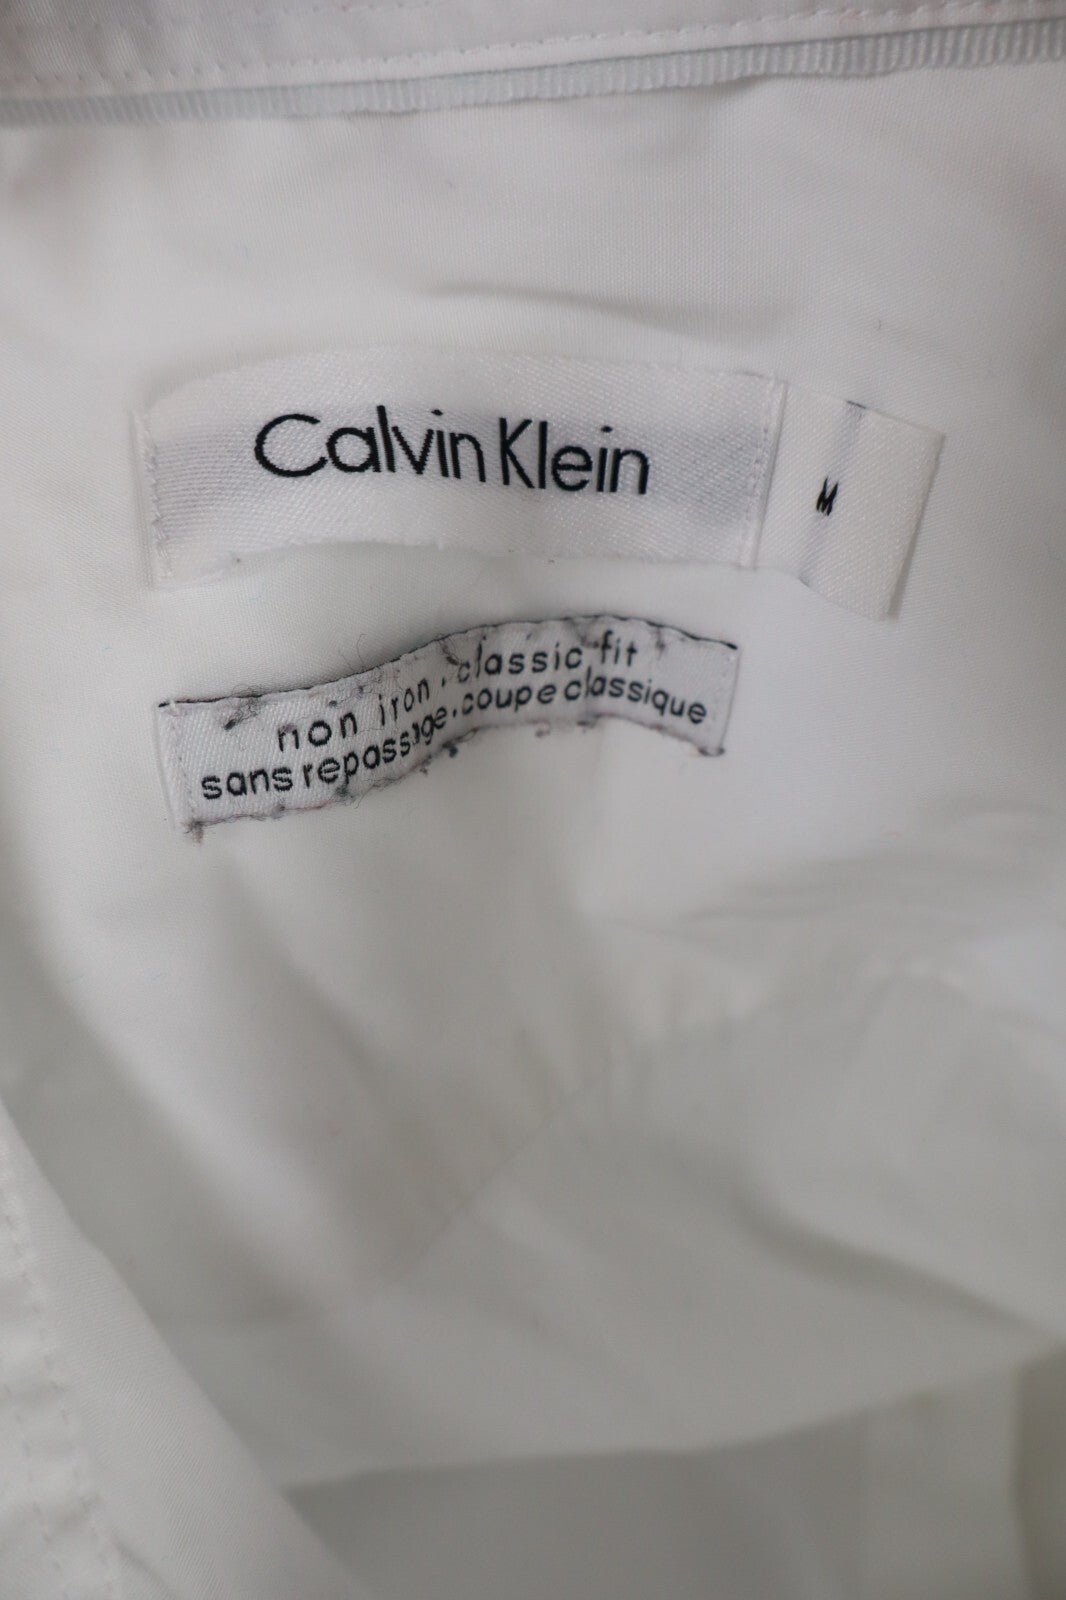 Calvin Klein
M
non iron • classic fit
sans repassage • coupe classique